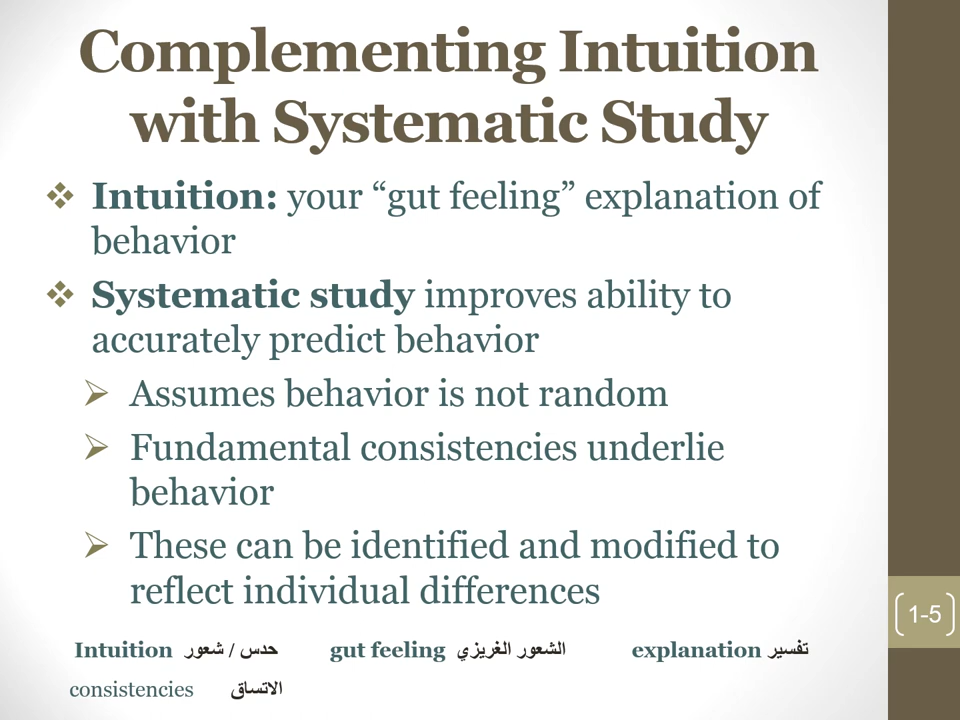 Complementing Intuition
with Systematic Study
❖ Intuition: your “gut feeling” explanation of
behavior
❖ Systematic study improves ability to
accurately predict behavior
➢ Assumes behavior is not random
➢ Fundamental consistencies underlie
behavior
➢ These can be identified and modified to
reflect individual differences
1-5
Intuition حدس / شعور gut feeling الشعور الغريزي explanation تفسير
consistencies الاتساق